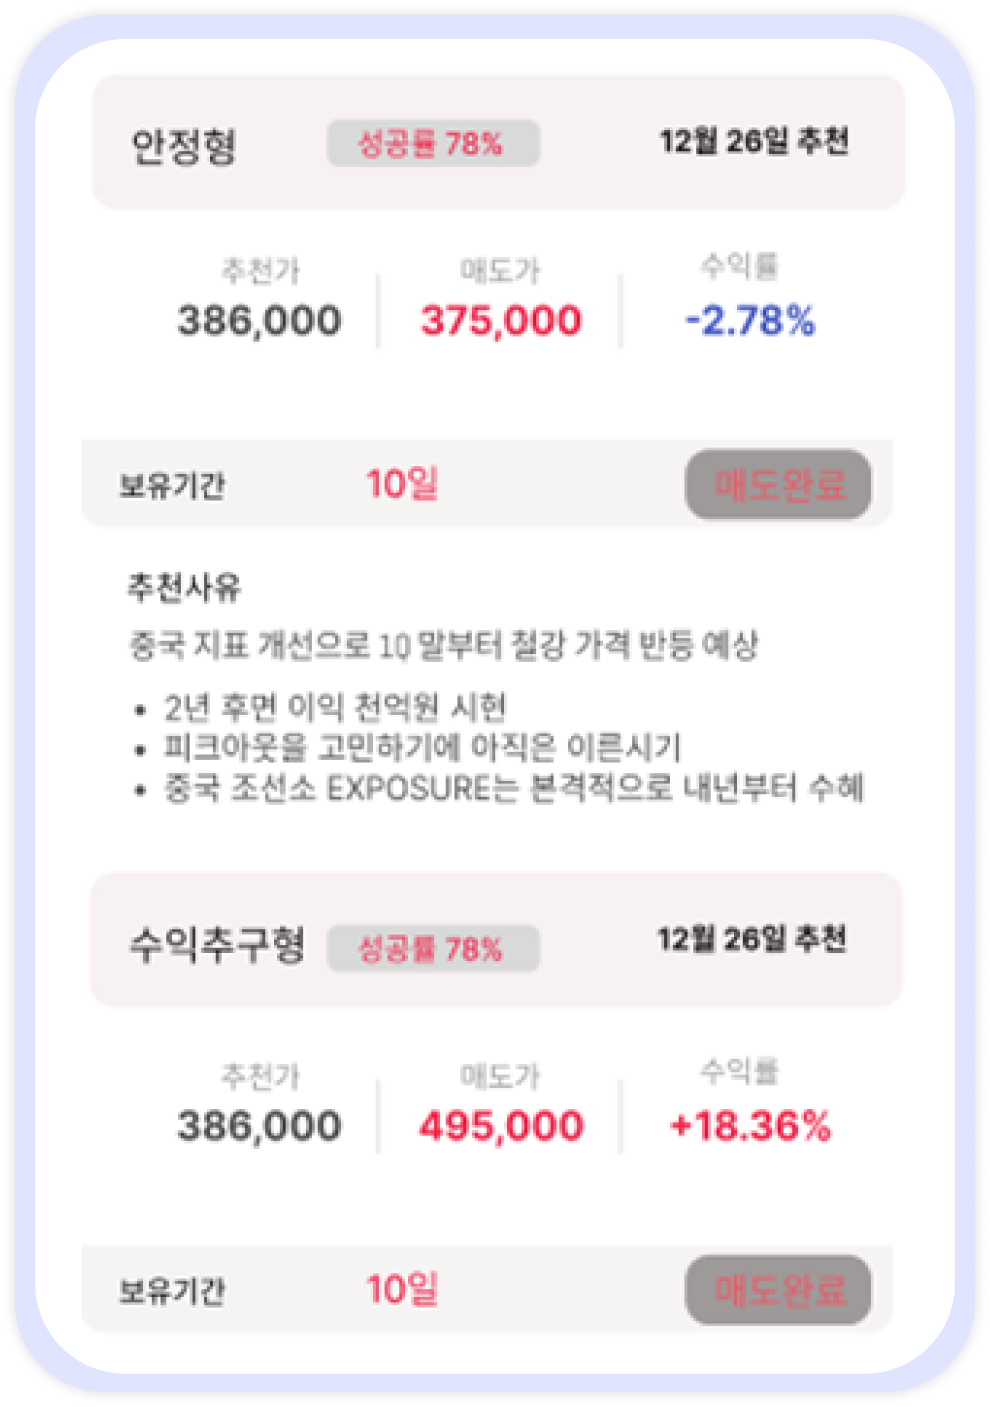 안정형
성공률 78%
12월 26일 추천
추천가
매도가
수익률
386,000
375,000
-2.78%
보유기간
10일
매도완료
추천사유
중국 지표 개선으로 1Q 말부터 철강 가격 반등 예상
• 2년 후면 이익 천억원 시현
• 피크아웃을 고민하기에 아직은 이른시기
• 중국 조선소 EXPOSURE는 본격적으로 내년부터 수혜
수익추구형
성공률 78%
12월 26일 추천
추천가
매도가
수익률
386,000
495,000
+18.36%
보유기간
10일
매도완료